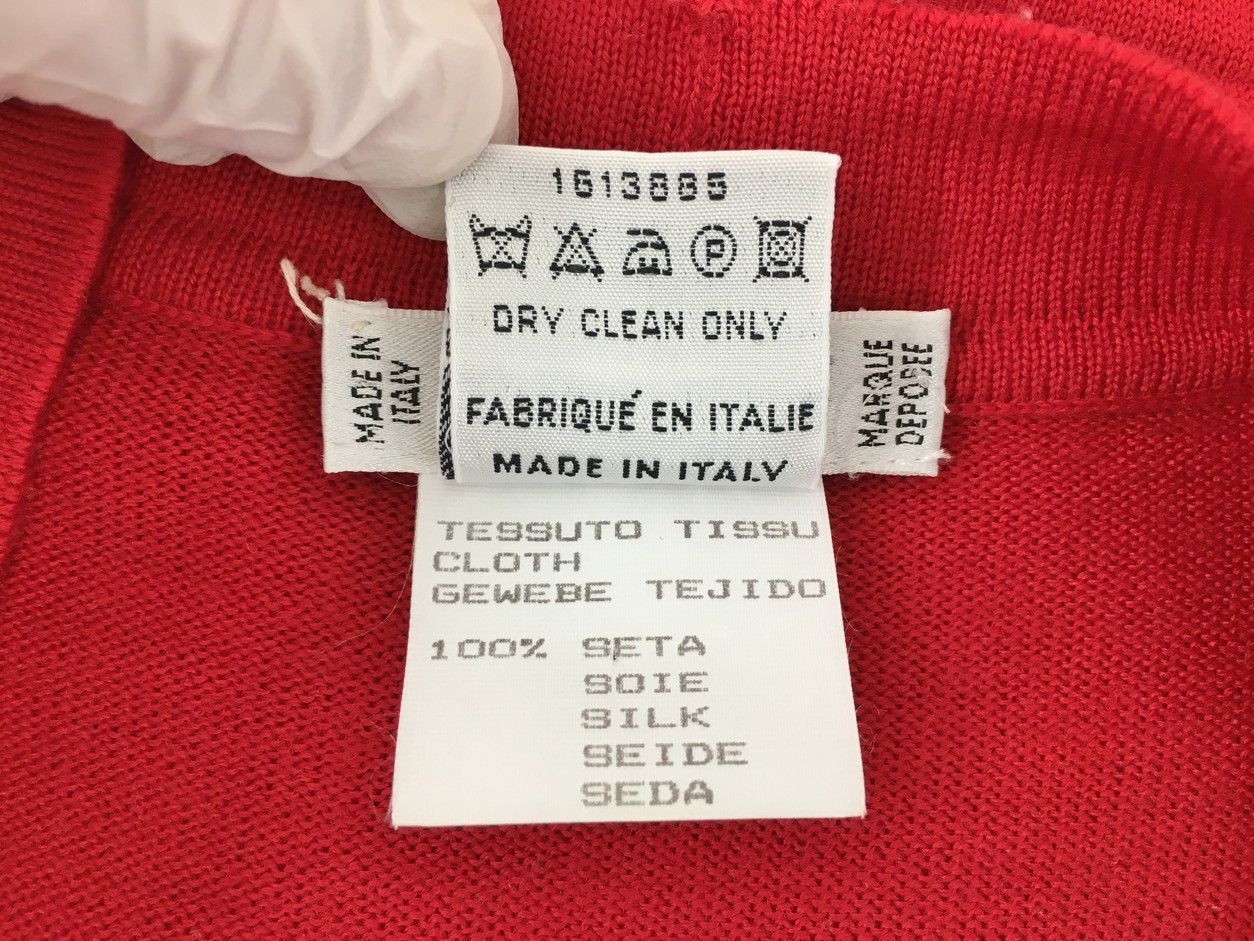 1613885
DRY CLEAN ONLY
FABRIQUÉ EN ITALIE
MADE IN ITALY
MADE IN
ITALY
MARQUE
DEPOSEE
TESSUTO TISSU
CLOTH
GEWEBE TEJIDO
100% SETA
SOIE
SILK
SEIDE
SEDA